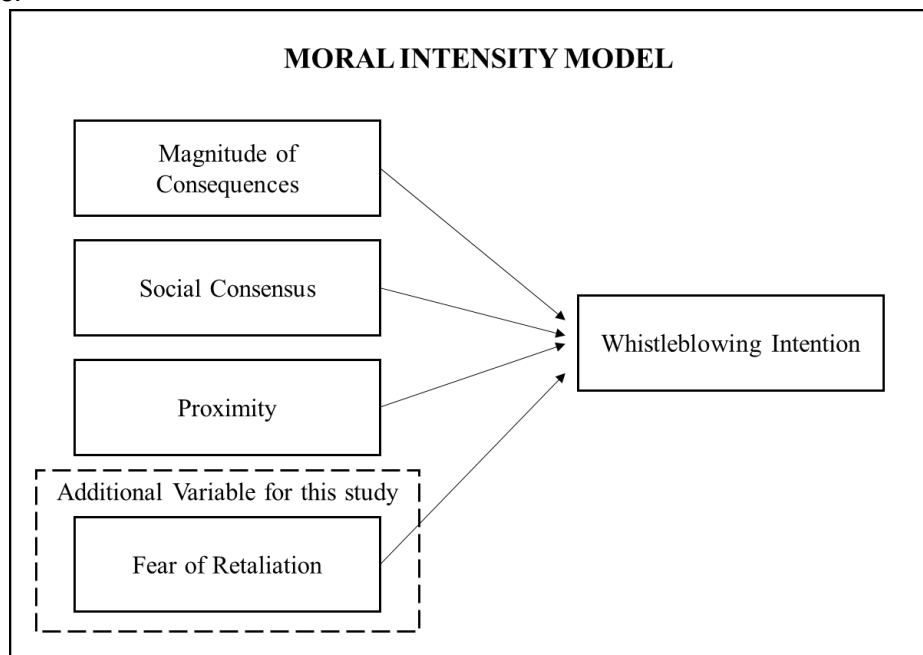 MORAL INTENSITY MODEL
Magnitude of
Consequences
Social Consensus
Whistleblowing Intention
Proximity
Additional Variable for this study
Fear of Retaliation